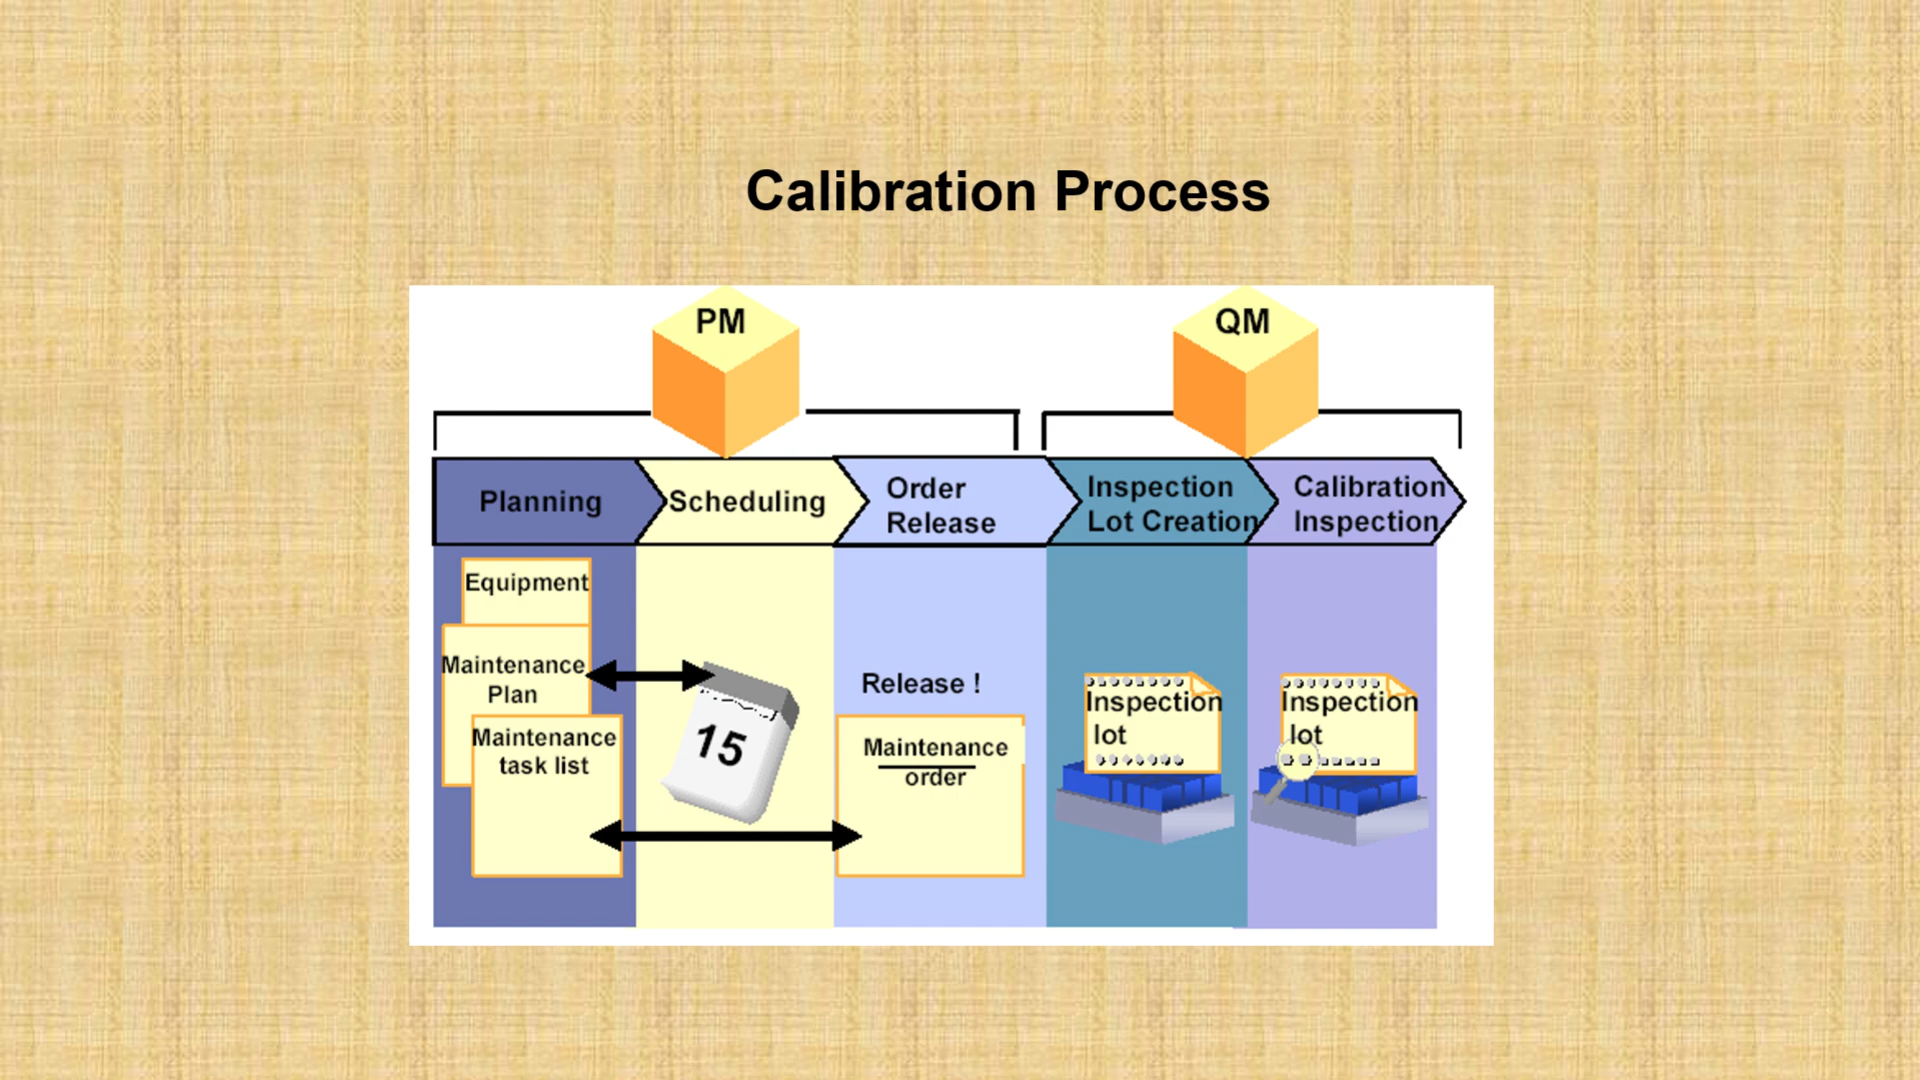 Calibration Process
PM
QM
Planning
Scheduling
Order
Release
Inspection
Lot Creation
Calibration
Inspection
Equipment
Maintenance
Plan
Maintenance
task list
15
Release !
Maintenance
order
Inspection
lot
Inspection
lot